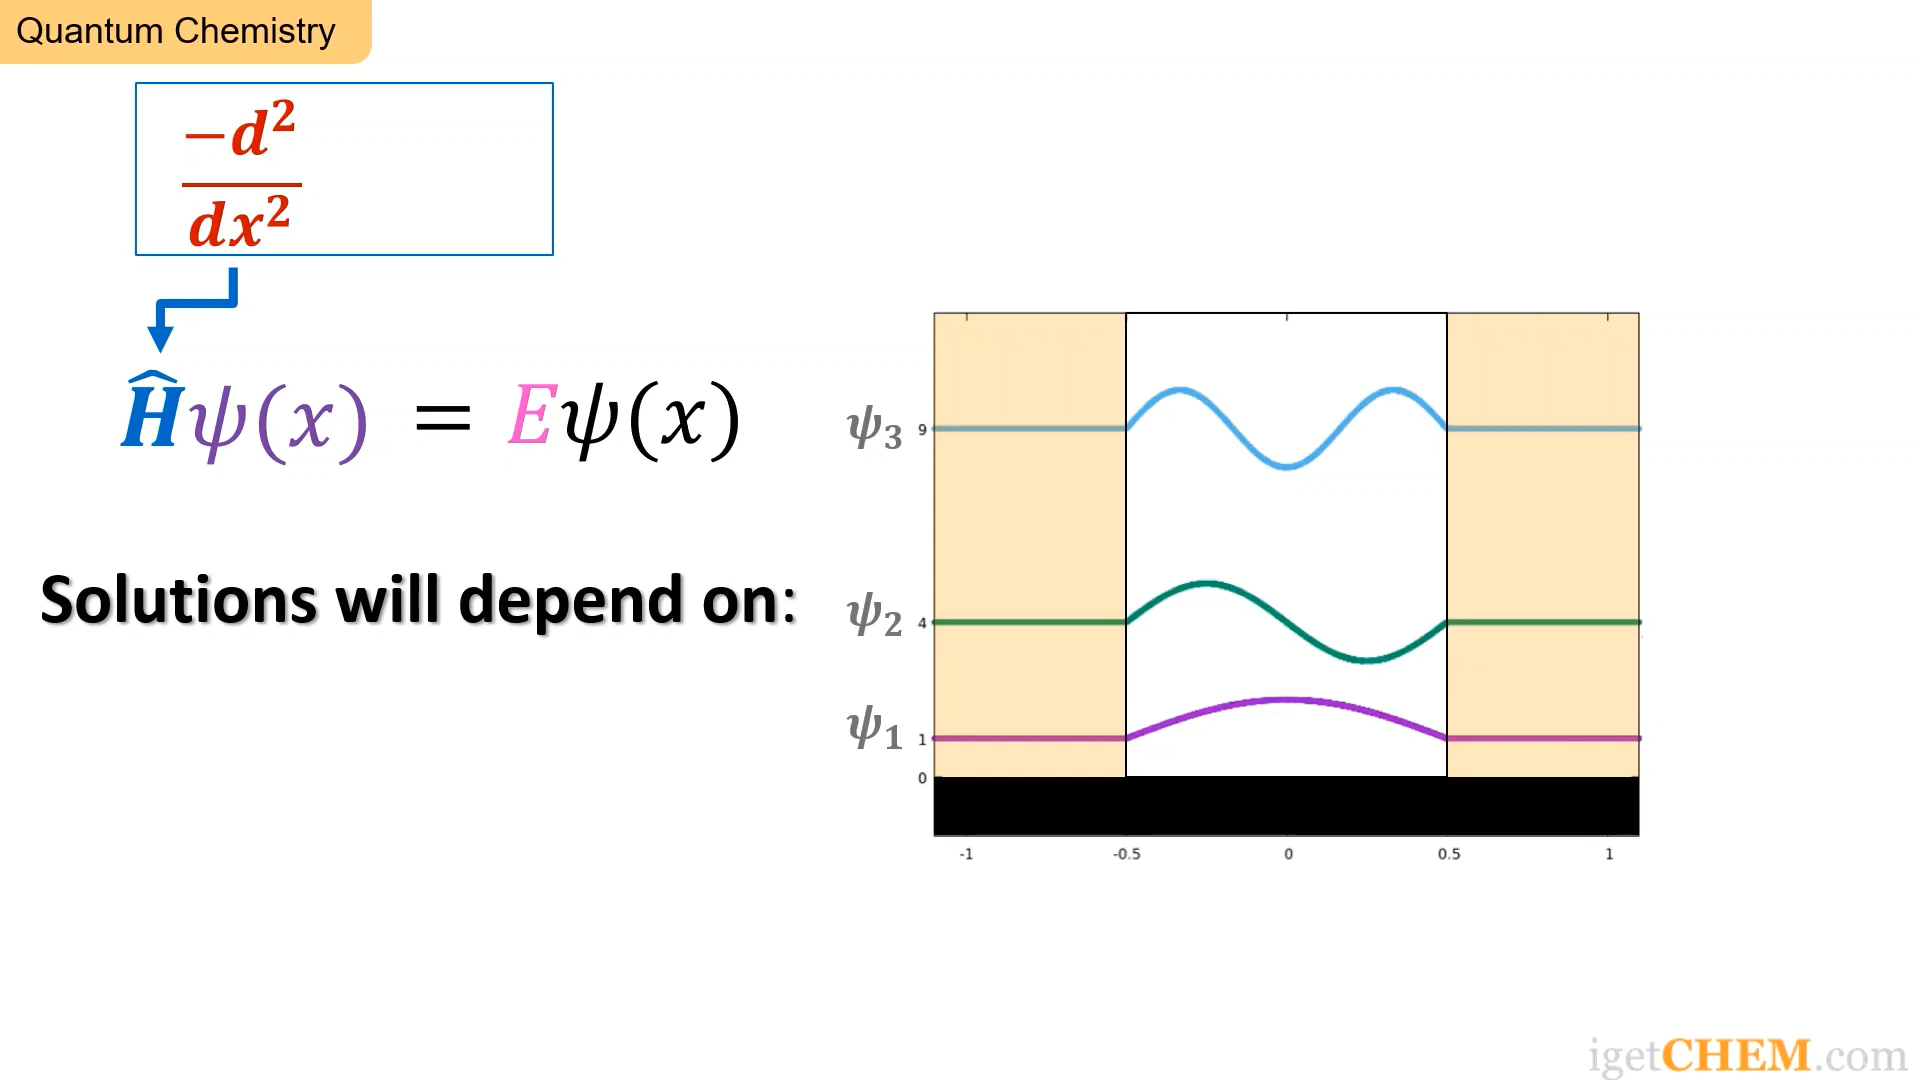 Quantum Chemistry
−d²
dx²
Ĥψ(x) = Eψ(x)
Solutions will depend on:
ψ₃ 9
ψ₂ 4
ψ₁ 1
0
-1 -0.5 0 0.5 1
igetCHEM.com